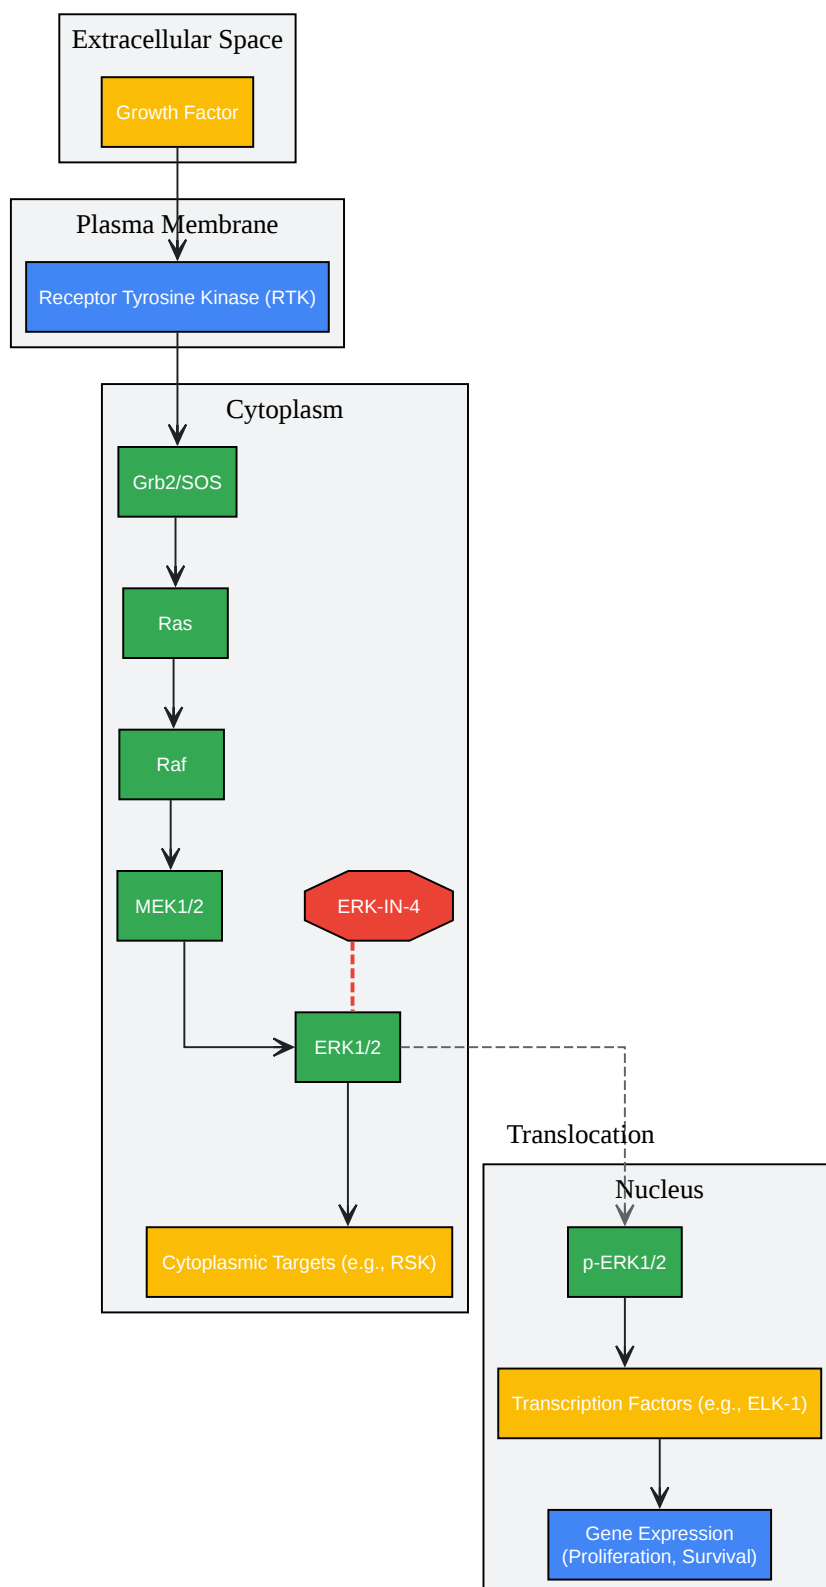 Extracellular Space
Growth Factor
Plasma Membrane
Receptor Tyrosine Kinase (RTK)
Cytoplasm
Grb2/SOS
Ras
Raf
MEK1/2
ERK-IN-4
ERK1/2
Translocation
Nucleus
Cytoplasmic Targets (e.g., RSK)
p-ERK1/2
Transcription Factors (e.g., ELK-1)
Gene Expression
(Proliferation, Survival)